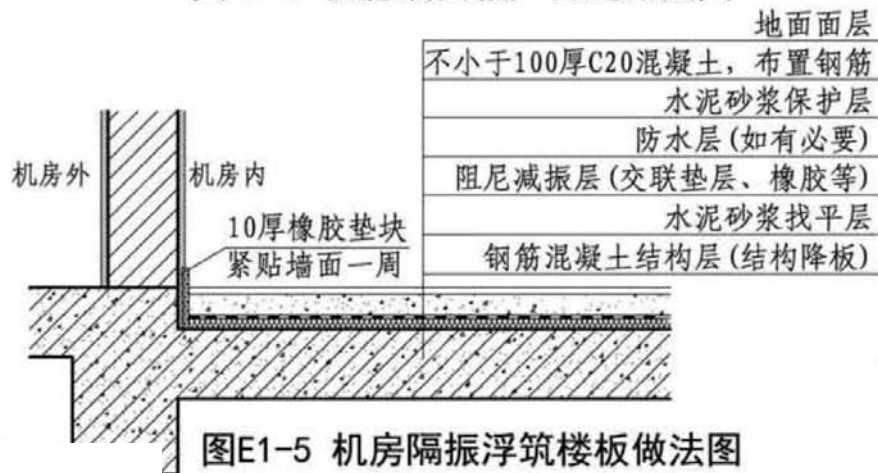 地面面层
不小于100厚C20混凝土，布置钢筋
水泥砂浆保护层
防水层(如有必要)
阻尼减振层(交联垫层、橡胶等)
水泥砂浆找平层
钢筋混凝土结构层(结构降板)
机房外
机房内
10厚橡胶垫块
紧贴墙面一周
图E1-5 机房隔振浮筑楼板做法图